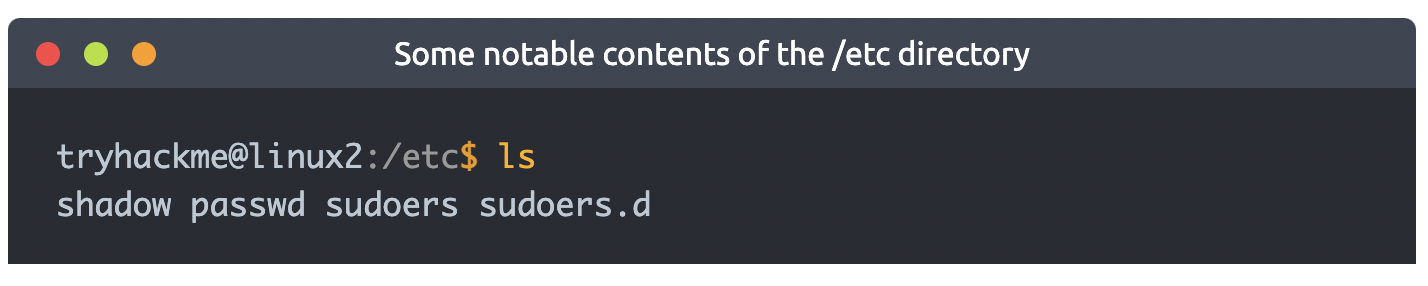 Some notable contents of the /etc directory
tryhackme@linux2:/etc$ ls
shadow passwd sudoers sudoers.d